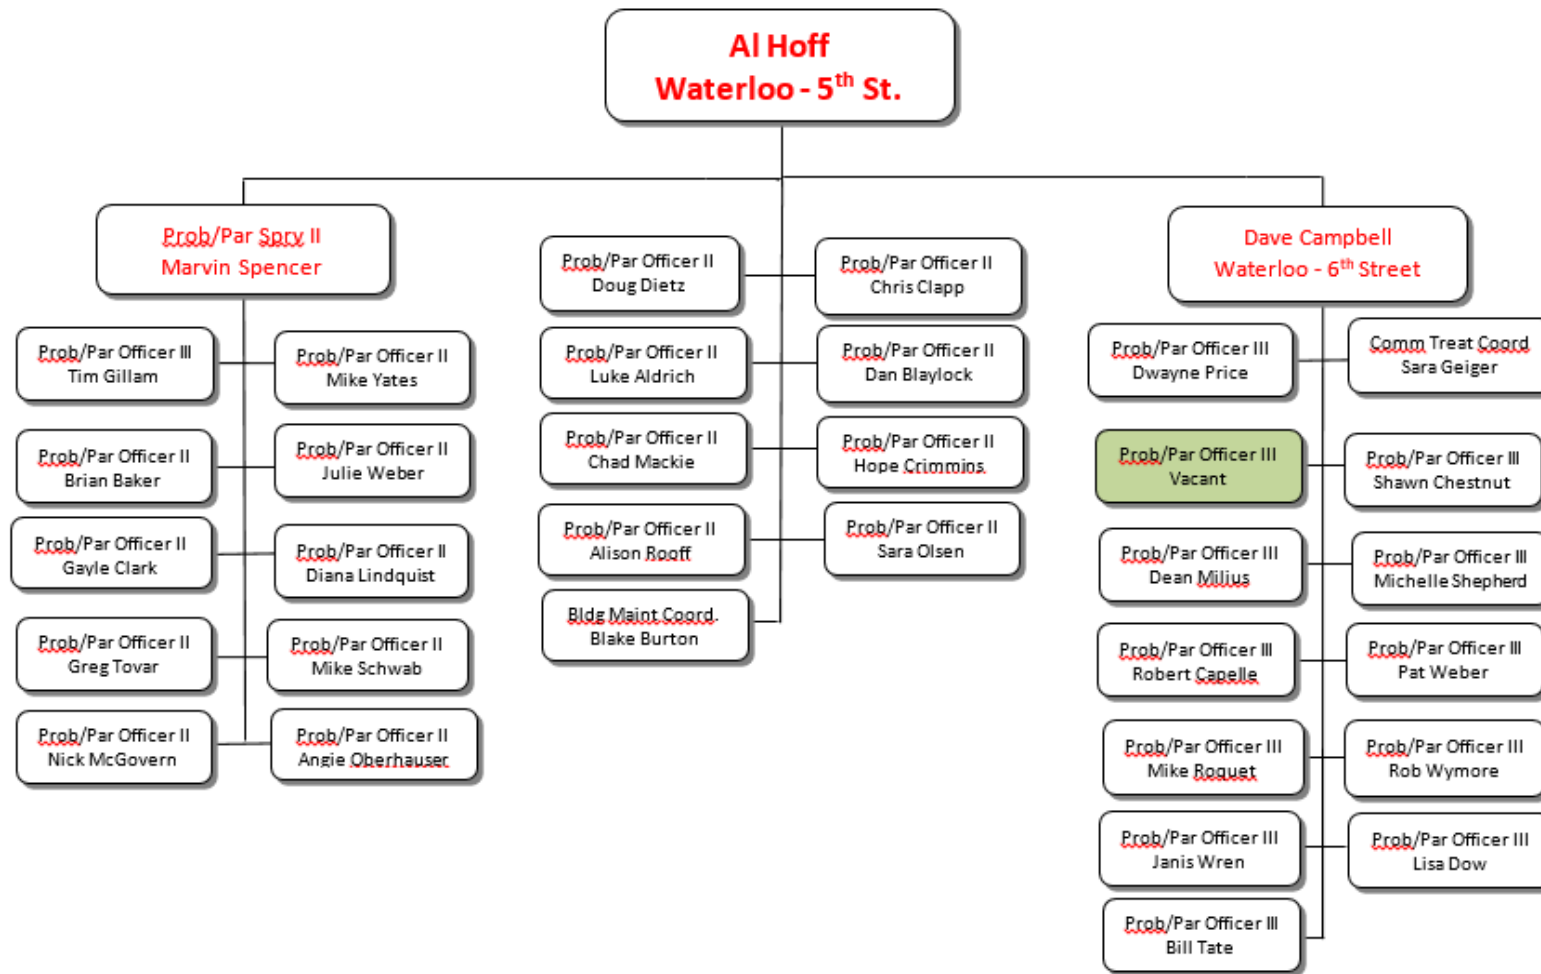 Al Hoff
Waterloo - 5th St.
Prob/Par Sprv II
Marvin Spencer
Prob/Par Officer III
Tim Gillam
Prob/Par Officer II
Mike Yates
Prob/Par Officer II
Brian Baker
Prob/Par Officer II
Julie Weber
Prob/Par Officer II
Gayle Clark
Prob/Par Officer II
Diana Lindquist
Prob/Par Officer II
Greg Tovar
Prob/Par Officer II
Mike Schwab
Prob/Par Officer II
Nick McGovern
Prob/Par Officer II
Angie Oberhauser
Prob/Par Officer II
Doug Dietz
Prob/Par Officer II
Chris Clapp
Prob/Par Officer II
Luke Aldrich
Prob/Par Officer II
Dan Blaylock
Prob/Par Officer II
Chad Mackie
Prob/Par Officer II
Hope Crimmins
Prob/Par Officer II
Alison Rooff
Prob/Par Officer II
Sara Olsen
Bldg Maint Coord.
Blake Burton
Dave Campbell
Waterloo - 6th Street
Prob/Par Officer III
Dwayne Price
Comm Treat Coord
Sara Geiger
Prob/Par Officer III
Vacant
Prob/Par Officer III
Shawn Chestnut
Prob/Par Officer III
Dean Milius
Prob/Par Officer III
Michelle Shepherd
Prob/Par Officer III
Robert Capelle
Prob/Par Officer III
Pat Weber
Prob/Par Officer III
Mike Roquet
Prob/Par Officer III
Rob Wymore
Prob/Par Officer III
Janis Wren
Prob/Par Officer III
Lisa Dow
Prob/Par Officer III
Bill Tate